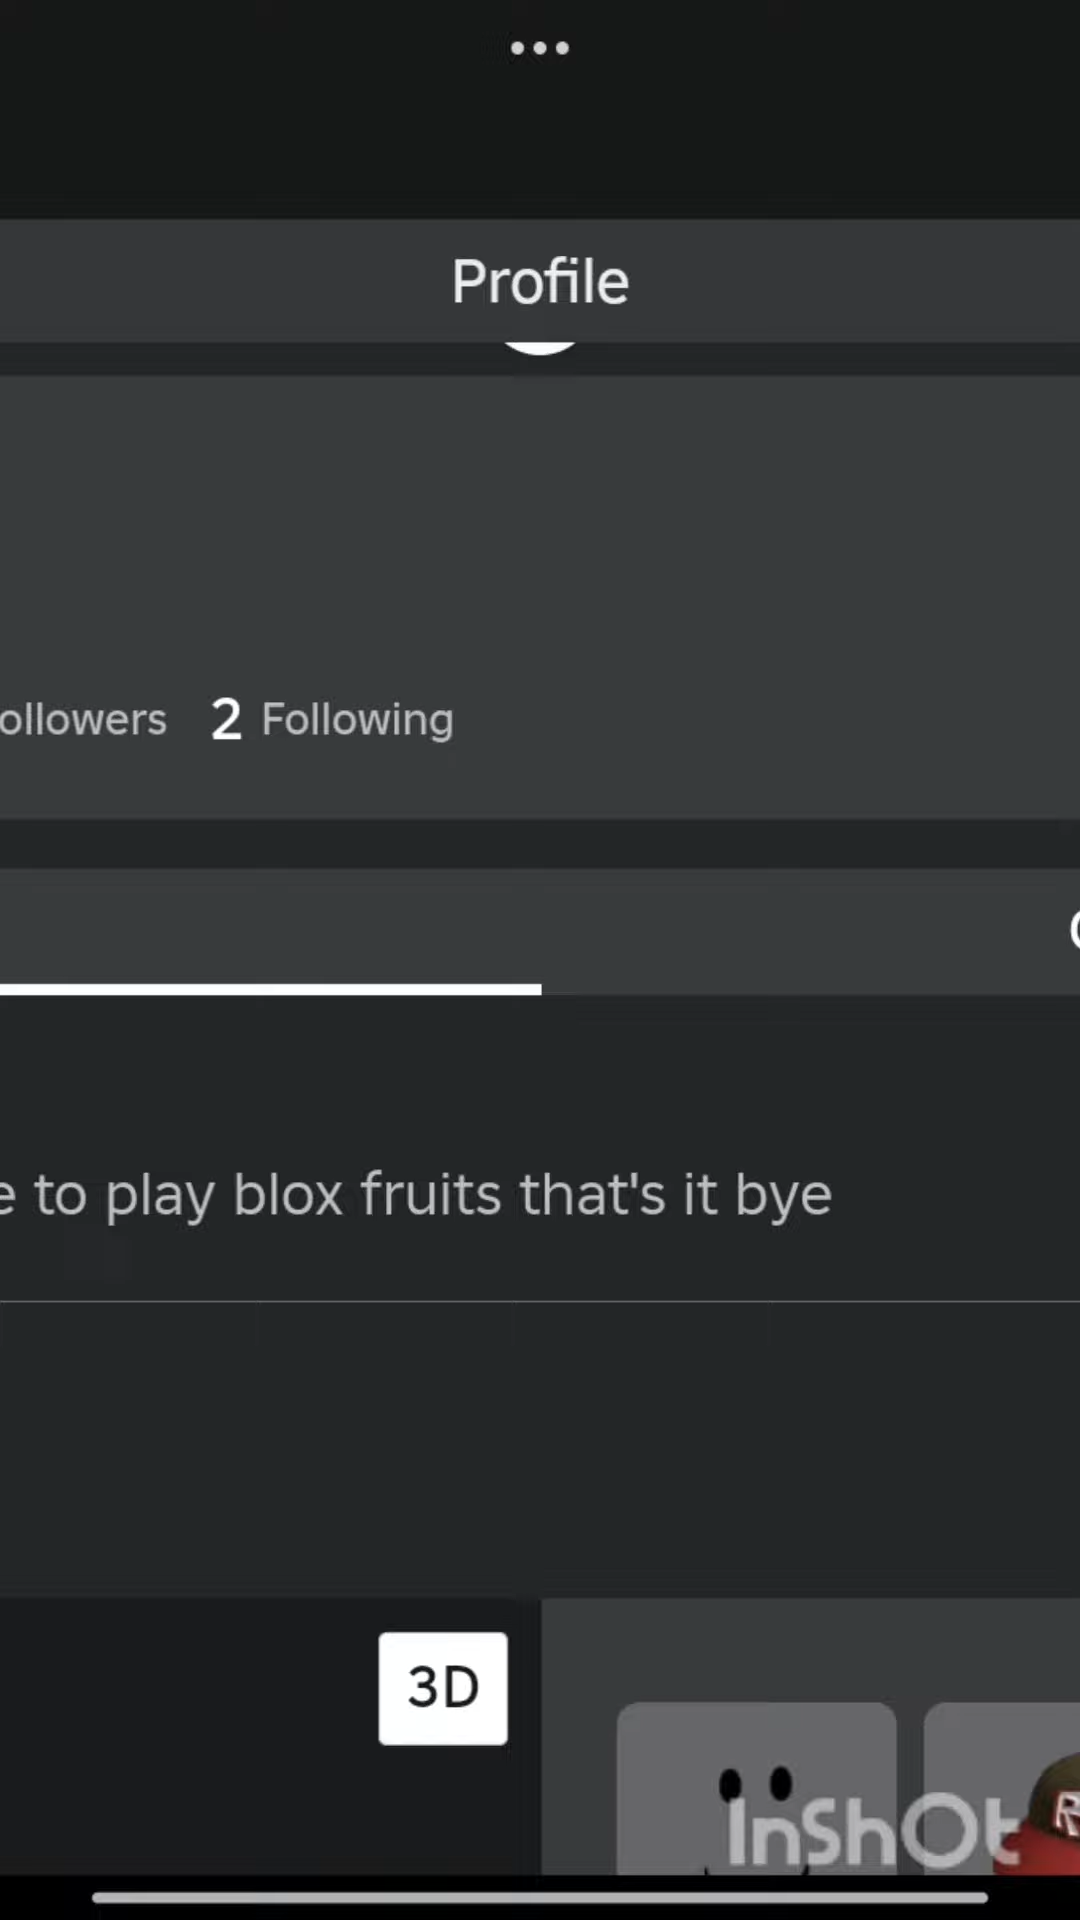 Profile
ollowers 2 Following
e to play blox fruits that's it bye
3D
R
InShOt